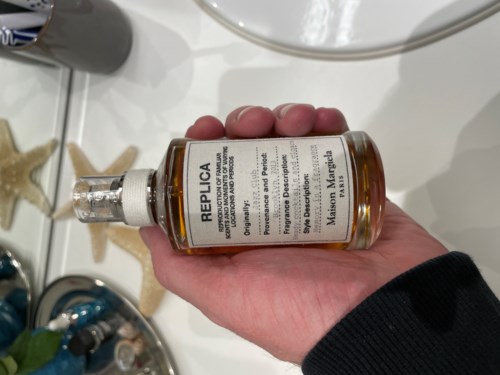 REPLICA
REPRODUCTION OF FAMILIAR
SCENTS AND MOMENTS OF VARYING
LOCATIONS AND PERIODS
Originally:
Provenance and Period:
Fragrance Description:
Style Description:
Maison Margiela
PARIS